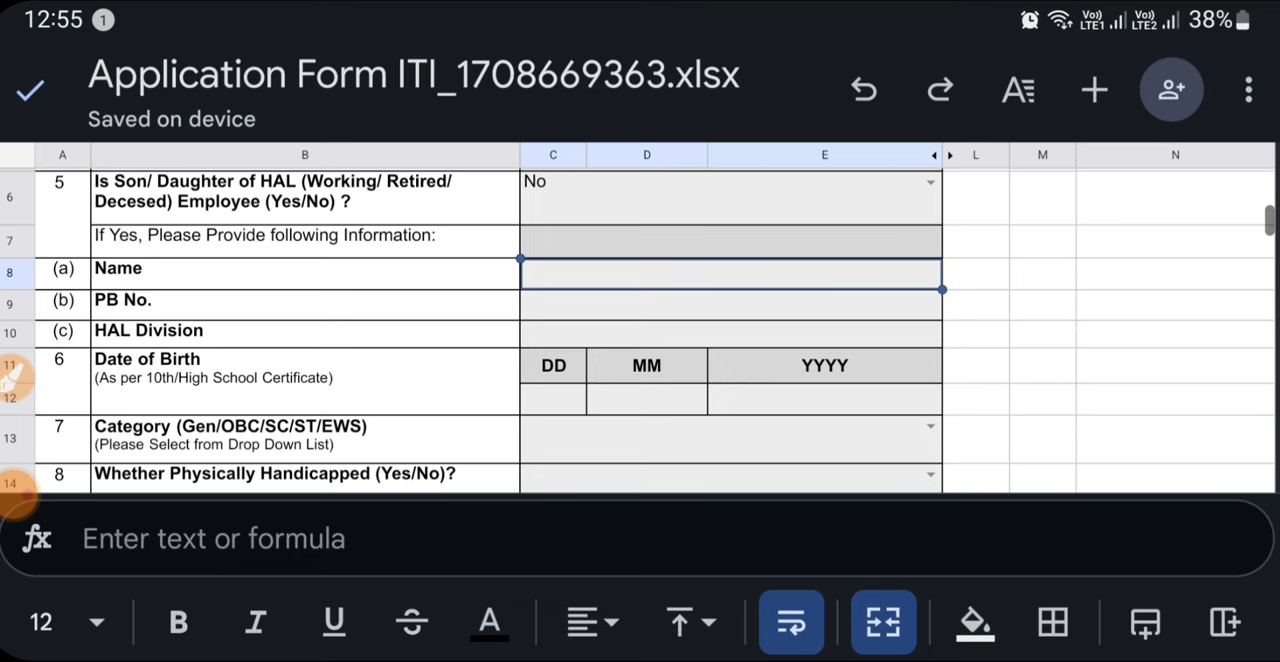 12:55 1 Vo)) LTE1 Vo)) LTE2 38%
Application Form ITI_1708669363.xlsx
Saved on device
A B C D E L M N
6 5 Is Son/ Daughter of HAL (Working/ Retired/ No
Decesed) Employee (Yes/No) ?
7 If Yes, Please Provide following Information:
8 (a) Name
9 (b) PB No.
10 (c) HAL Division
11 6 Date of Birth DD MM YYYY
(As per 10th/High School Certificate)
12
13 7 Category (Gen/OBC/SC/ST/EWS)
(Please Select from Drop Down List)
14 8 Whether Physically Handicapped (Yes/No)?
fx Enter text or formula
12 B I U S A